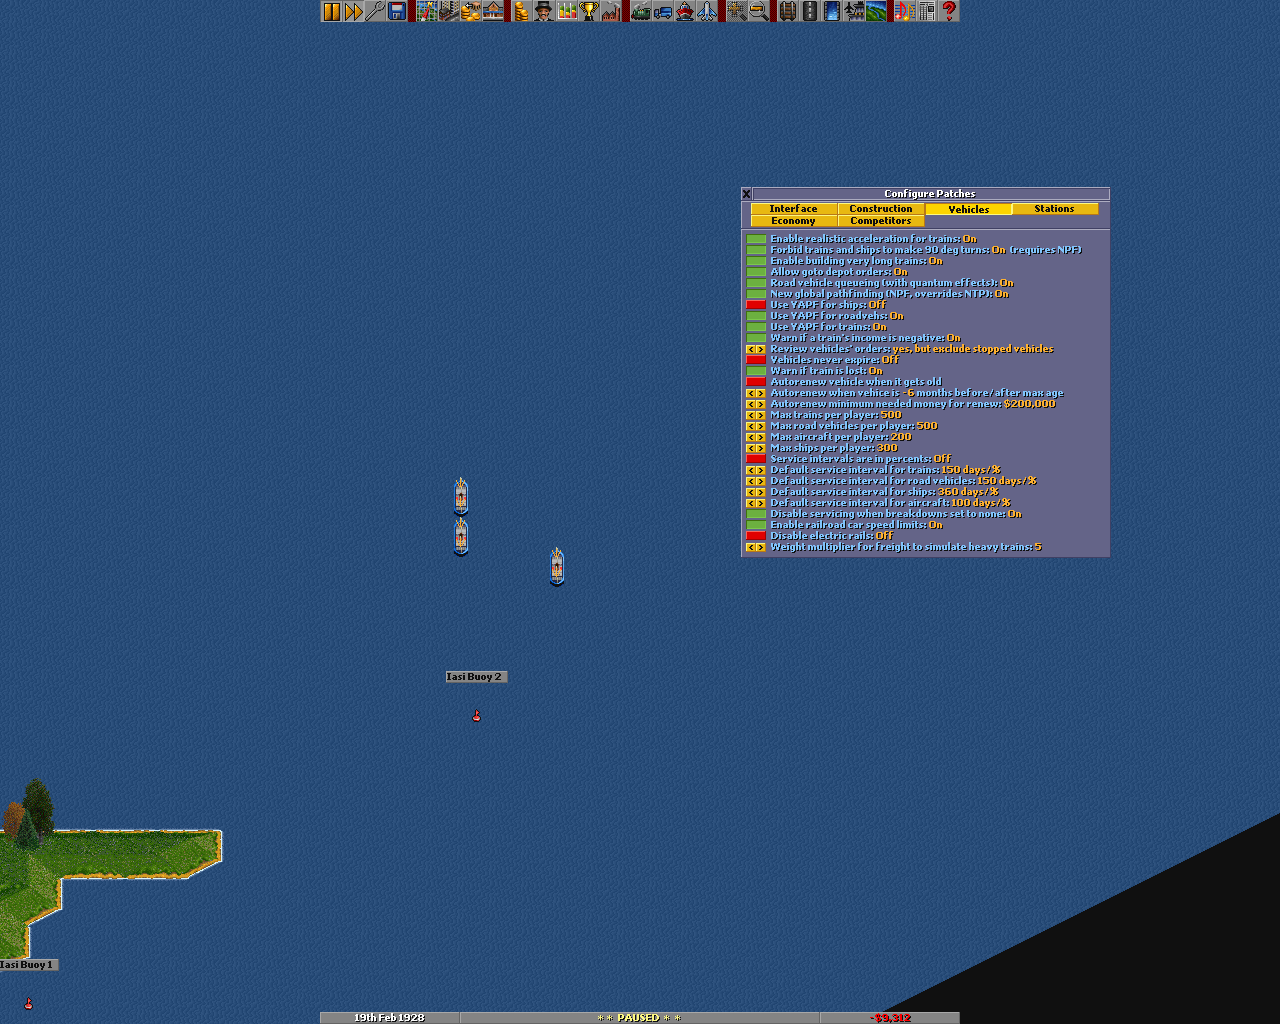 Configure Patches
Interface Construction Vehicles Stations
Economy Competitors
Enable realistic acceleration for trains: On
Forbid trains and ships to make 90 deg turns: On (requires NPF)
Enable building very long trains: On
Allow goto depot orders: On
Road vehicle queueing (with quantum effects): On
New global pathfinding (NPF, overrides NTP): On
Use YAPF for ships: Off
Use YAPF for roadvehs: On
Use YAPF for trains: On
Warn if a train's income is negative: On
Review vehicles' orders: yes, but exclude stopped vehicles
Vehicles never expire: Off
Warn if train is lost: On
Autorenew vehicle when it gets old
Autorenew when vehice is -6 months before/after max age
Autorenew minimum needed money for renew: $200,000
Max trains per player: 500
Max road vehicles per player: 500
Max aircraft per player: 200
Max ships per player: 300
Service intervals are in percents: Off
Default service interval for trains: 150 days/%
Default service interval for road vehicles: 150 days/%
Default service interval for ships: 360 days/%
Default service interval for aircraft: 100 days/%
Disable servicing when breakdowns set to none: On
Enable railroad car speed limits: On
Disable electric rails: Off
Weight multiplier for freight to simulate heavy trains: 5
Iasi Buoy 2
Iasi Buoy 1
19th Feb 1928
* * PAUSED * *
-$9,312